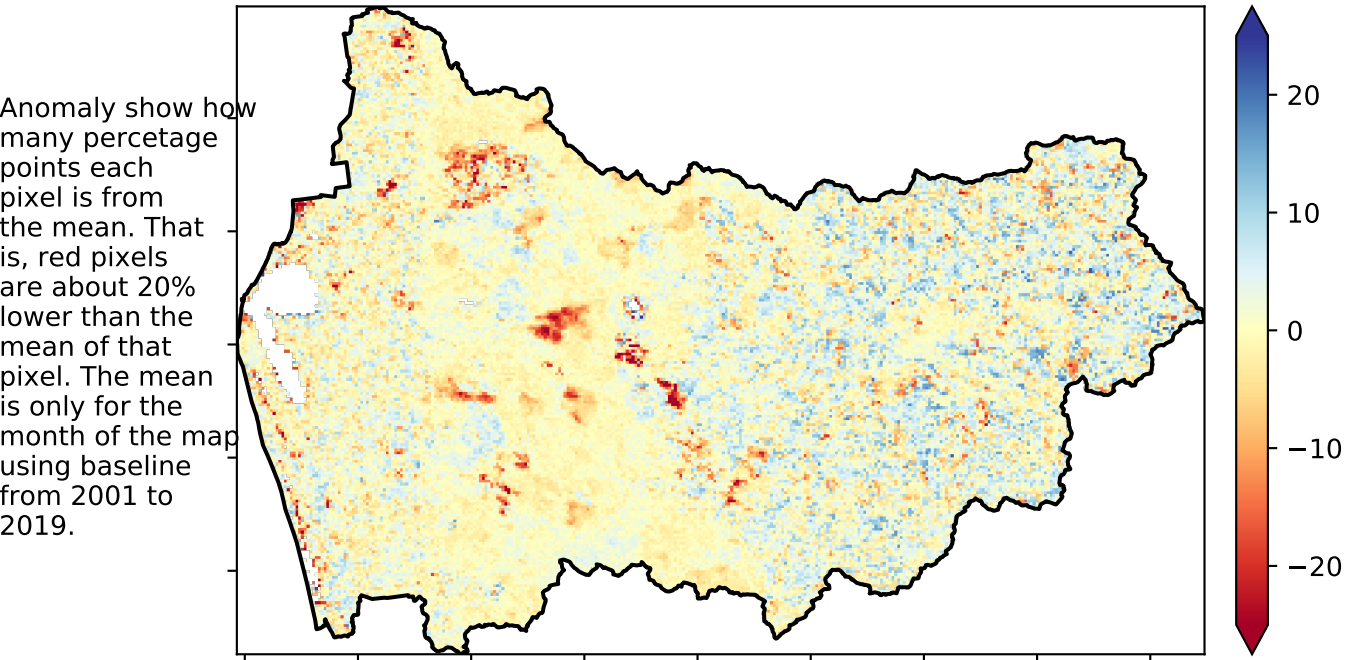 Anomaly show how
many percetage
points each
pixel is from
the mean. That
is, red pixels
are about 20%
lower than the
mean of that
pixel. The mean
is only for the
month of the map
using baseline
from 2001 to
2019.
20
10
0
−10
−20